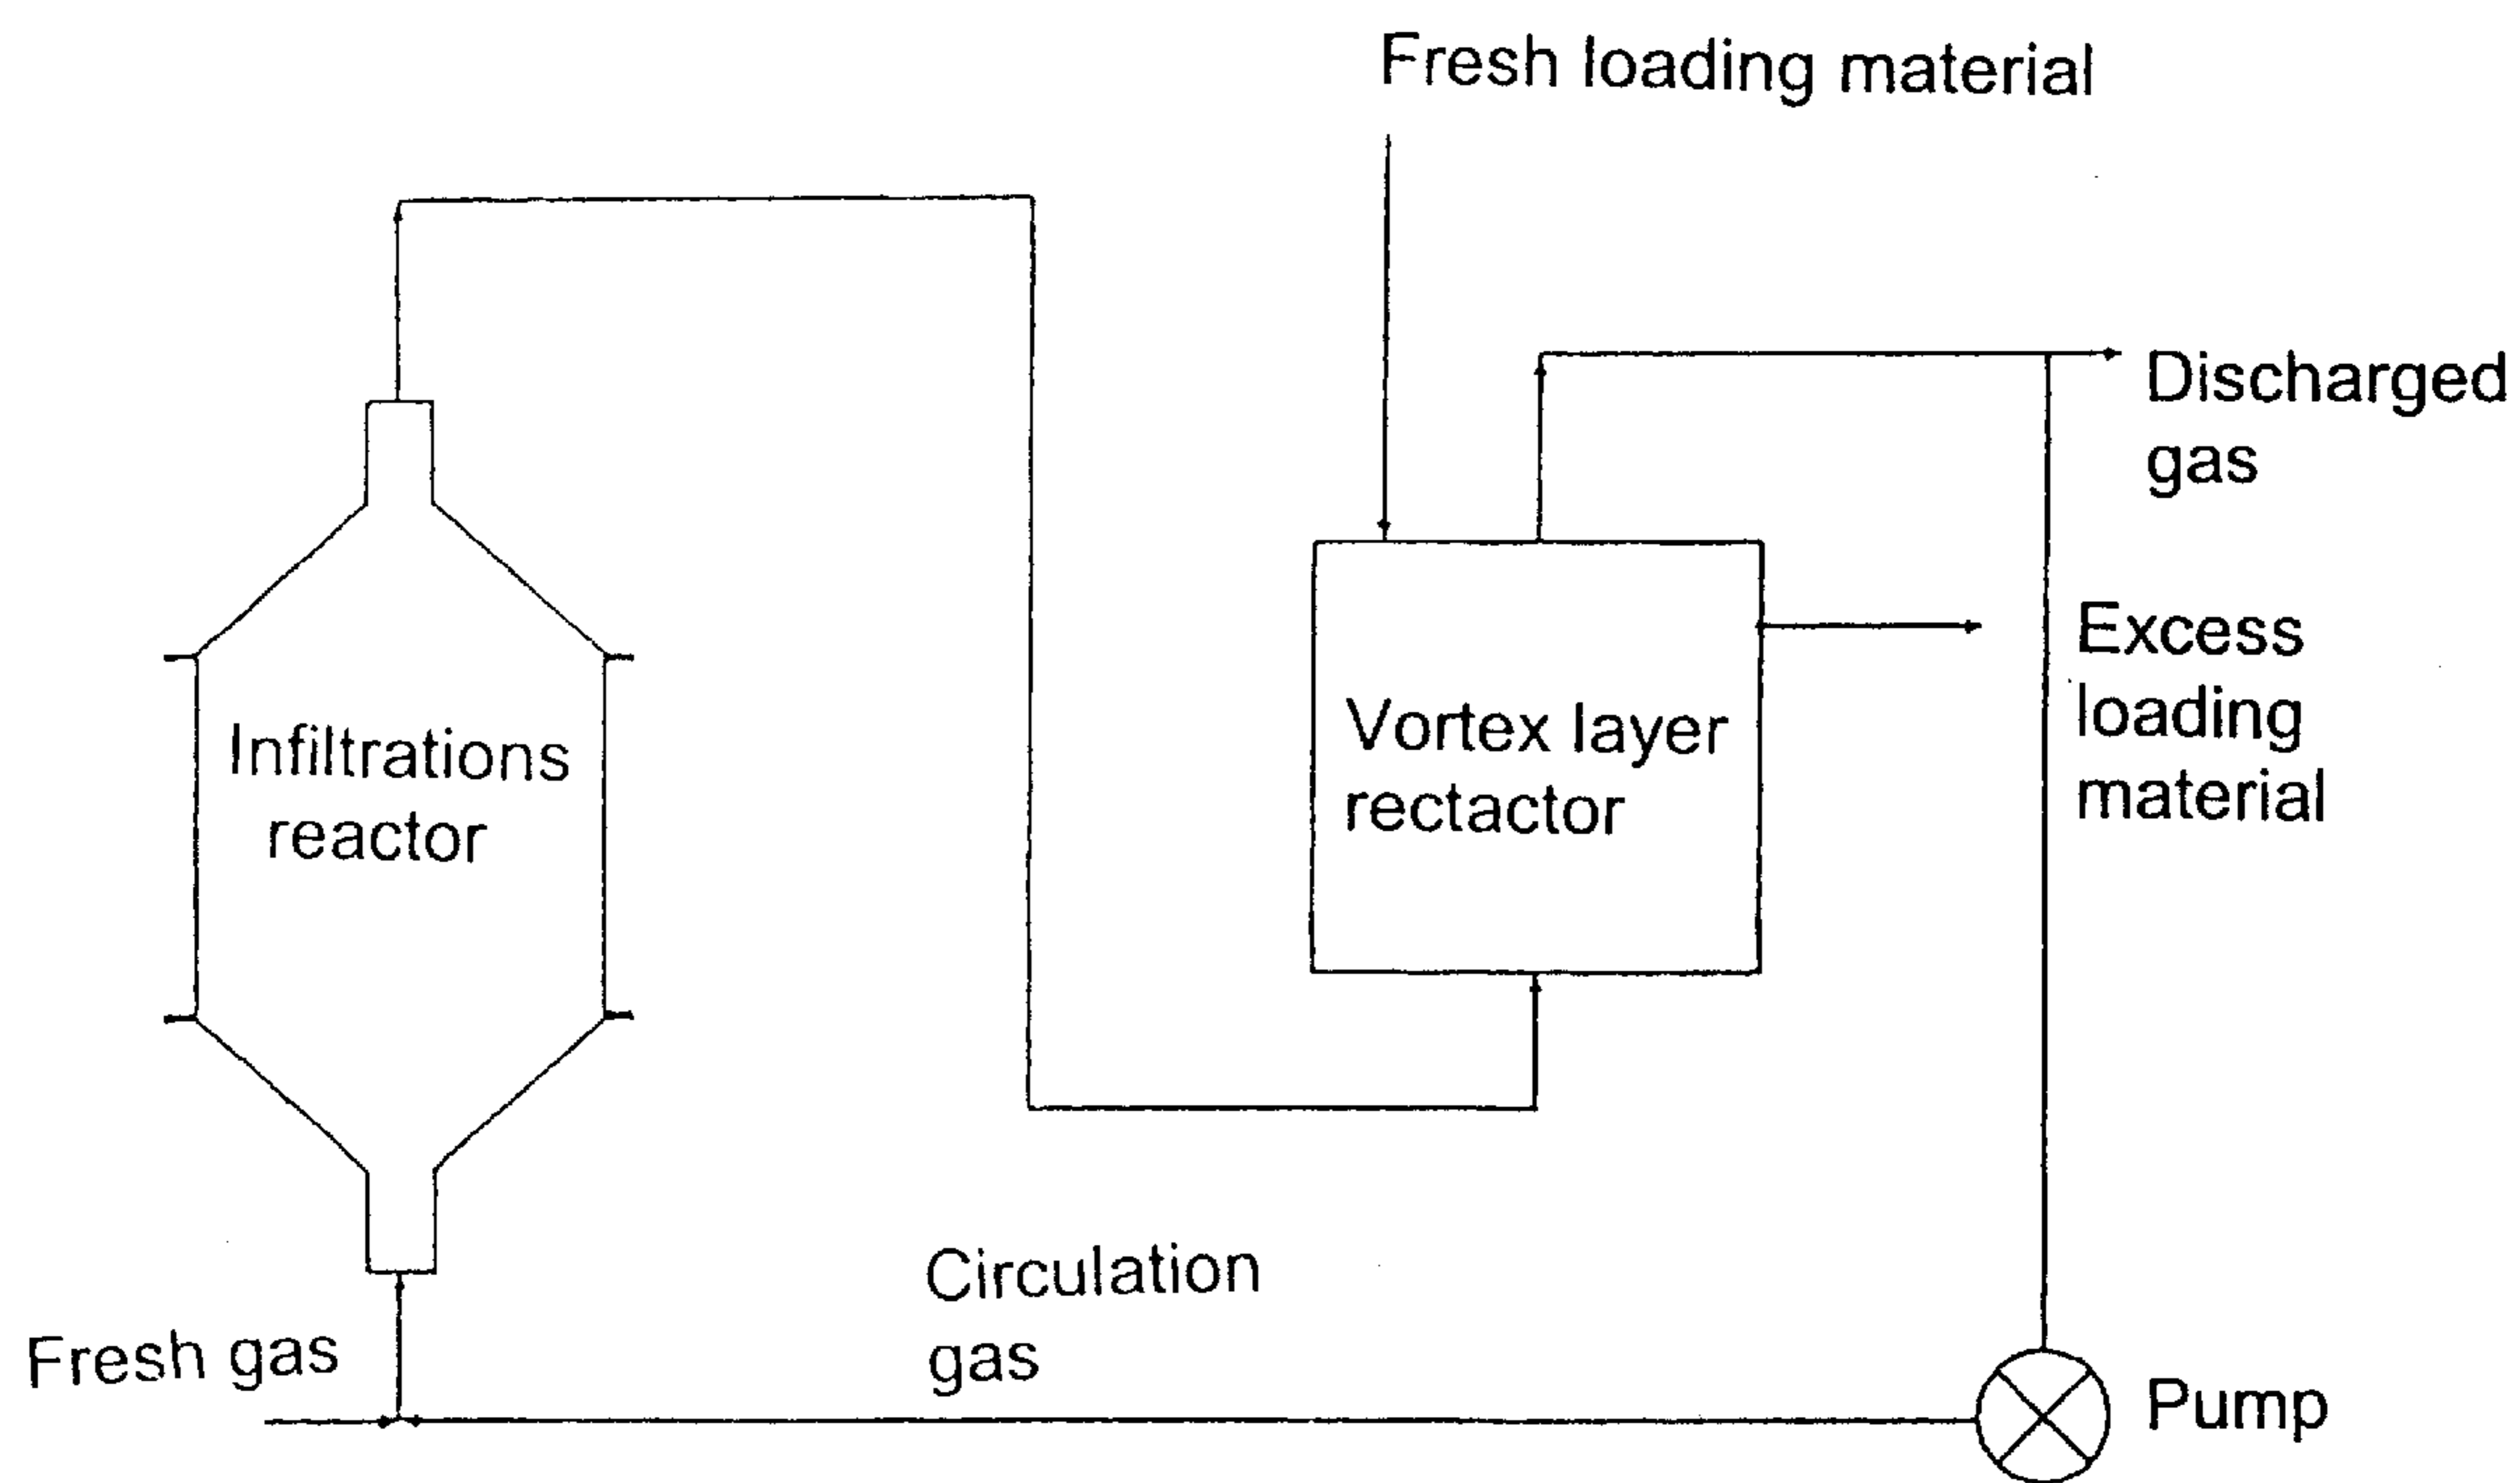 Fresh loading material
Discharged
gas
Excess
loading
material
Infiltrations
reactor
Vortex layer
rectactor
Circulation
gas
Fresh gas
Pump